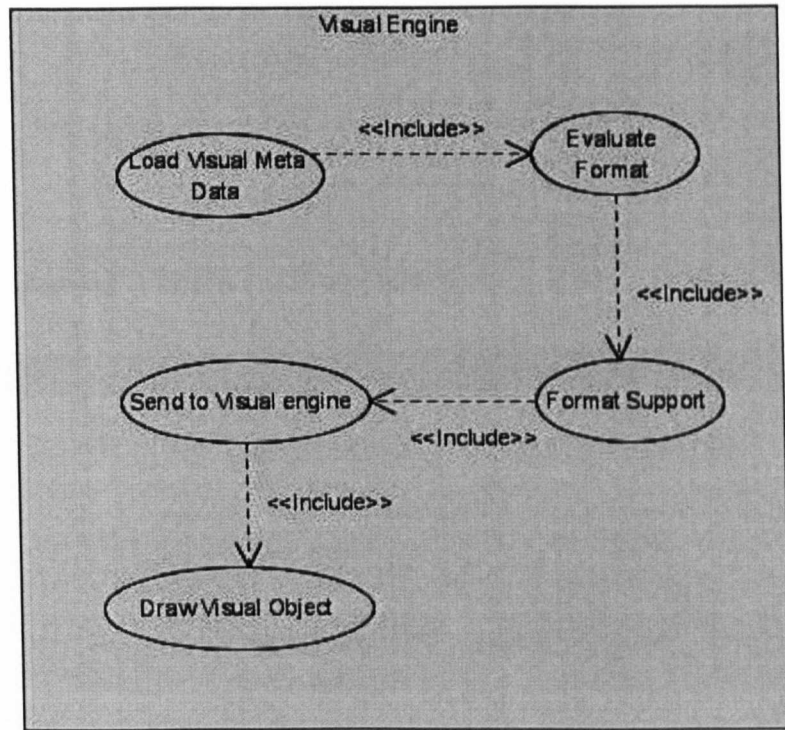 Visual Engine
<<Include>>
Load Visual Meta
Data
Evaluate
Format
<<Include>>
Send to Visual engine
Format Support
<<Include>>
<<Include>>
Draw Visual Object